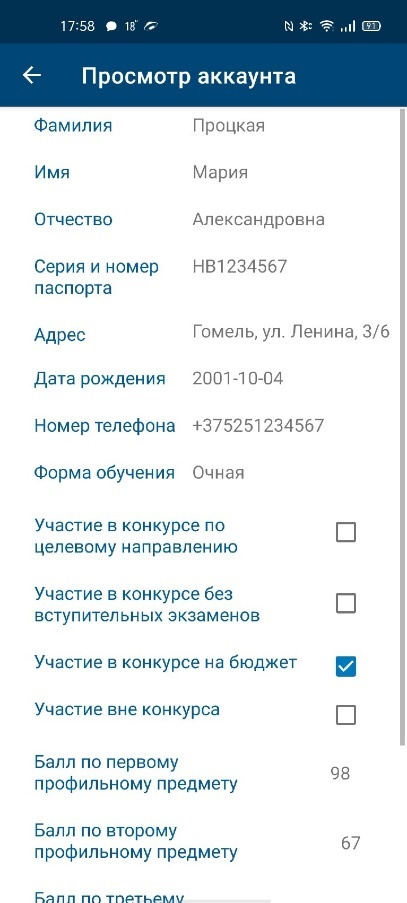 17:58 18° 91
Просмотр аккаунта
Фамилия Процкая
Имя Мария
Отчество Александровна
Серия и номер НВ1234567
паспорта
Адрес Гомель, ул. Ленина, 3/6
Дата рождения 2001-10-04
Номер телефона +375251234567
Форма обучения Очная
Участие в конкурсе по
целевому направлению
Участие в конкурсе без
вступительных экзаменов
Участие в конкурсе на бюджет
Участие вне конкурса
Балл по первому 98
профильному предмету
Балл по второму 67
профильному предмету
Балл по третьему